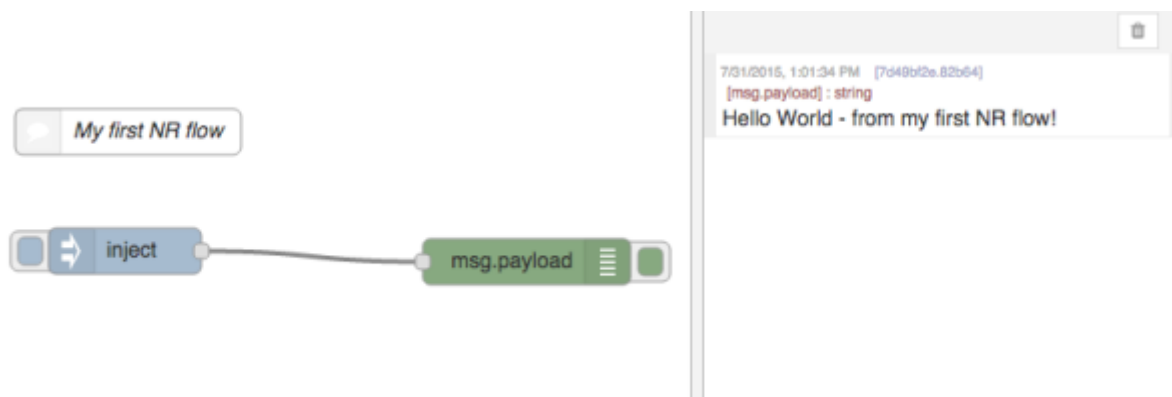 My first NR flow
inject
msg.payload
7/31/2015, 1:01:34 PM [7d49bf2e.82b64]
[msg.payload] : string
Hello World - from my first NR flow!